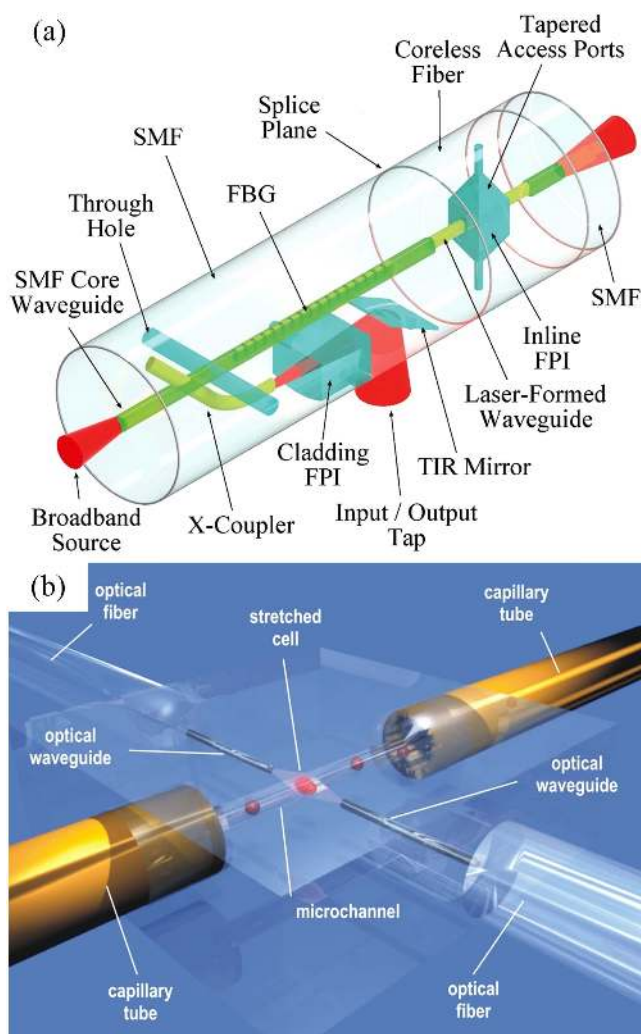 (a)
Tapered
Access Ports
Coreless
Fiber
Splice
Plane
SMF
FBG
Through
Hole
SMF Core
Waveguide
SMF
Inline
FPI
Laser-Formed
Waveguide
TIR Mirror
Cladding
FPI
Input / Output
Tap
X-Coupler
Broadband
Source
(b)
optical
fiber
stretched
cell
capillary
tube
optical
waveguide
optical
waveguide
microchannel
capillary
tube
optical
fiber